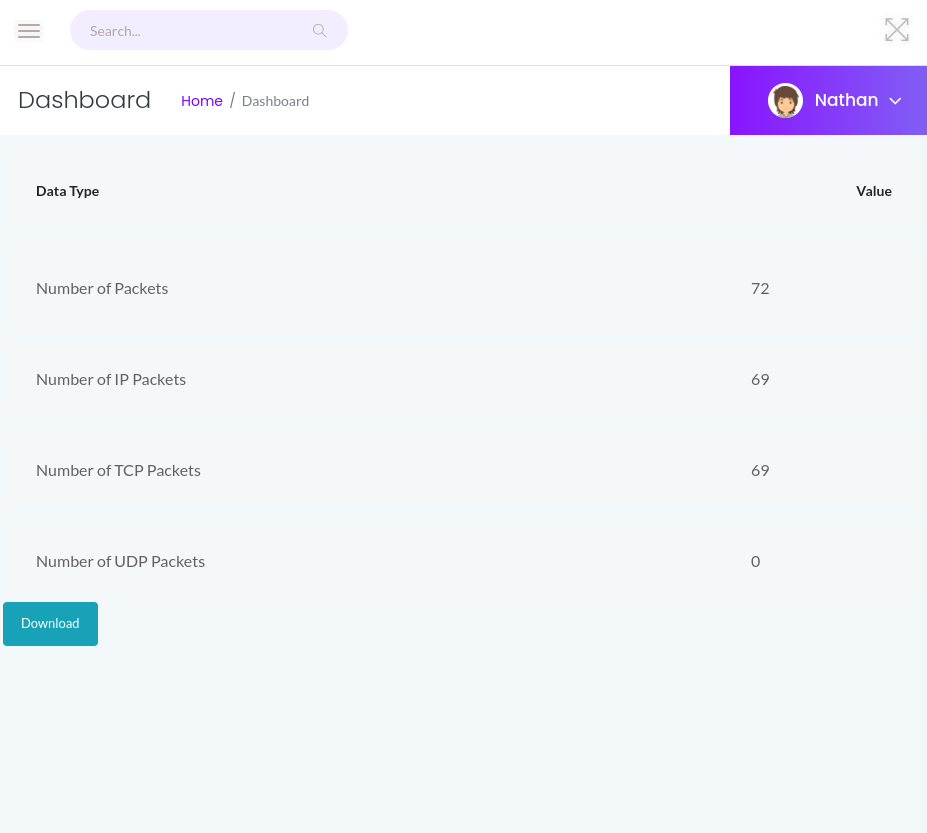 Search...
Dashboard Home / Dashboard Nathan
Data Type Value
Number of Packets 72
Number of IP Packets 69
Number of TCP Packets 69
Number of UDP Packets 0
Download